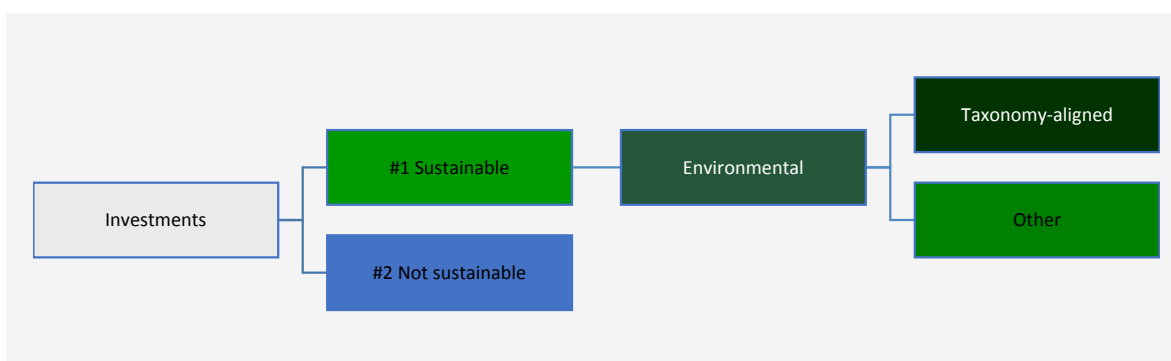 Taxonomy-aligned
#1 Sustainable
Environmental
Investments
Other
#2 Not sustainable